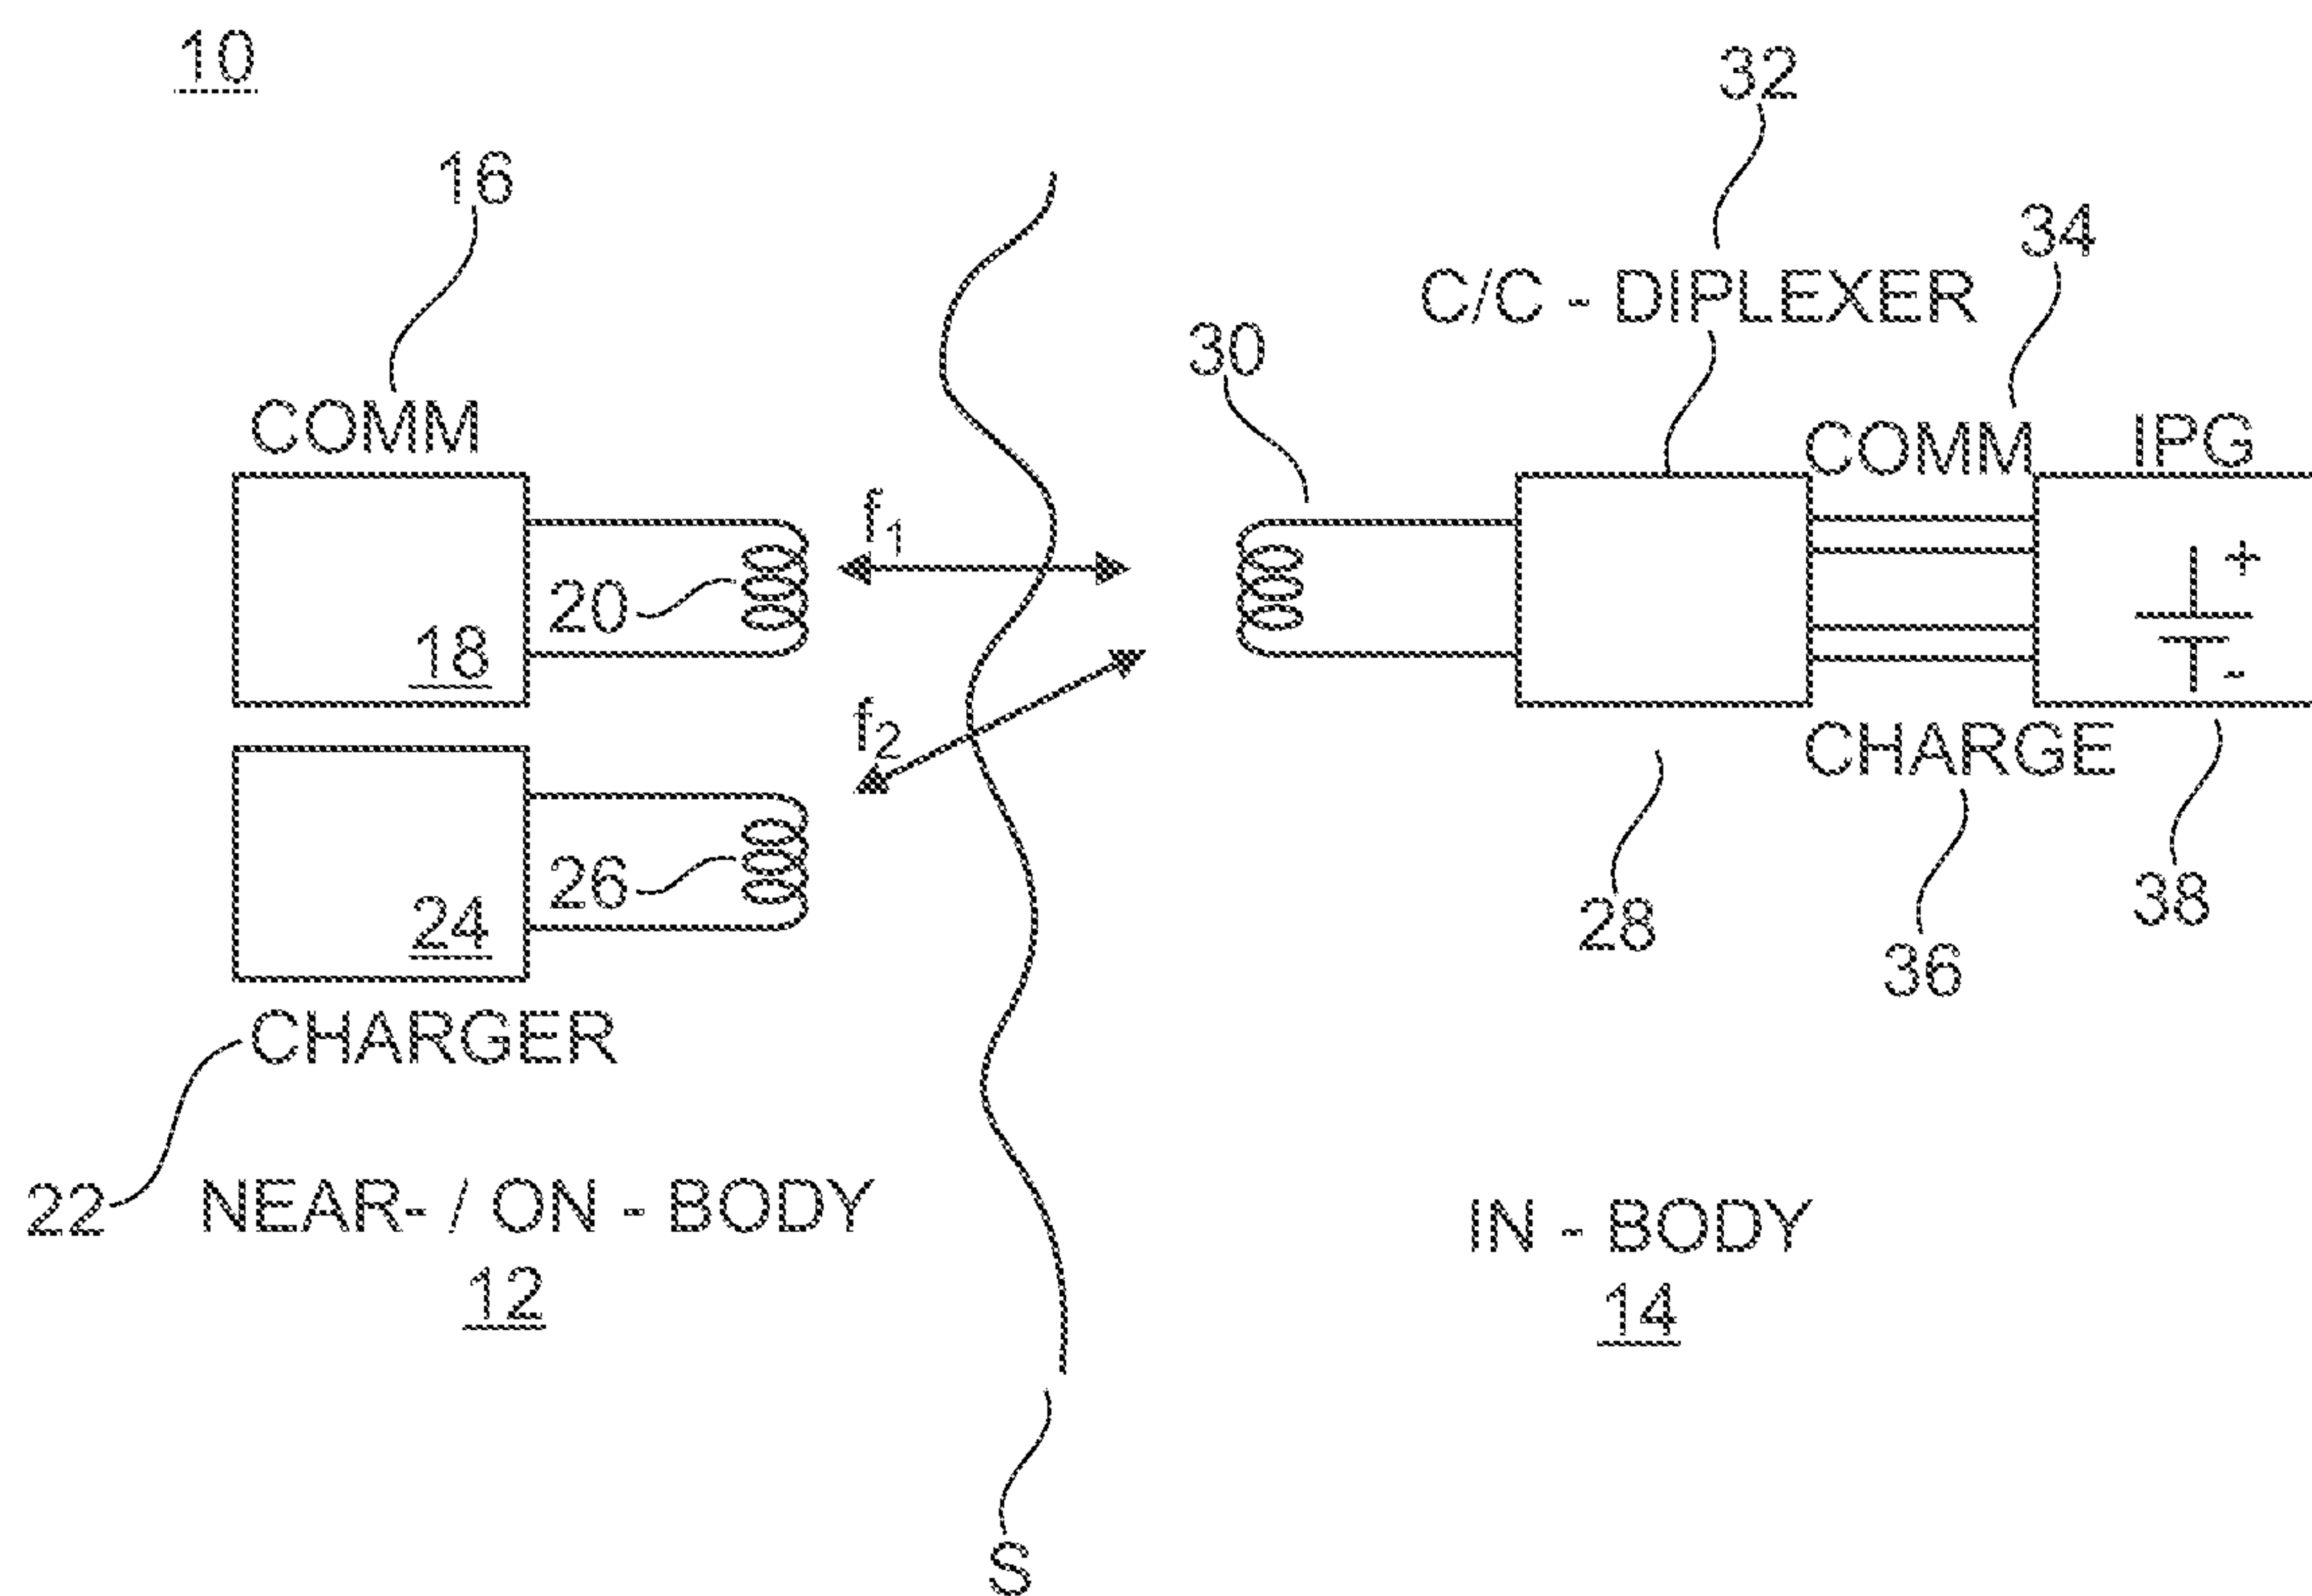 10
16
COMM
18
20
f1
24
26
f2
CHARGER
22
NEAR- / ON - BODY
12
S
32
C/C - DIPLEXER
34
30
COMM
IPG
+
-
CHARGE
28
36
38
IN - BODY
14